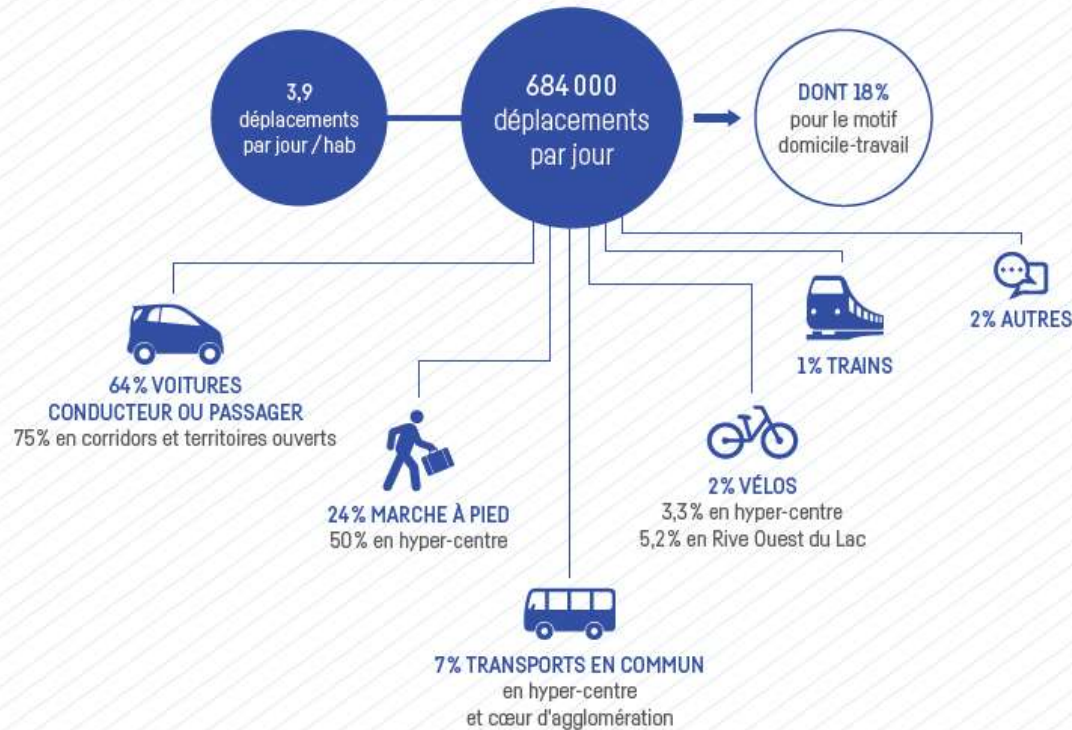 3,9
déplacements
par jour / hab
684 000
déplacements
par jour
DONT 18%
pour le motif
domicile-travail
64% VOITURES
CONDUCTEUR OU PASSAGER
75% en corridors et territoires ouverts
24% MARCHE À PIED
50% en hyper-centre
7% TRANSPORTS EN COMMUN
en hyper-centre
et cœur d'agglomération
2% VÉLOS
3,3% en hyper-centre
5,2% en Rive Ouest du Lac
1% TRAINS
2% AUTRES